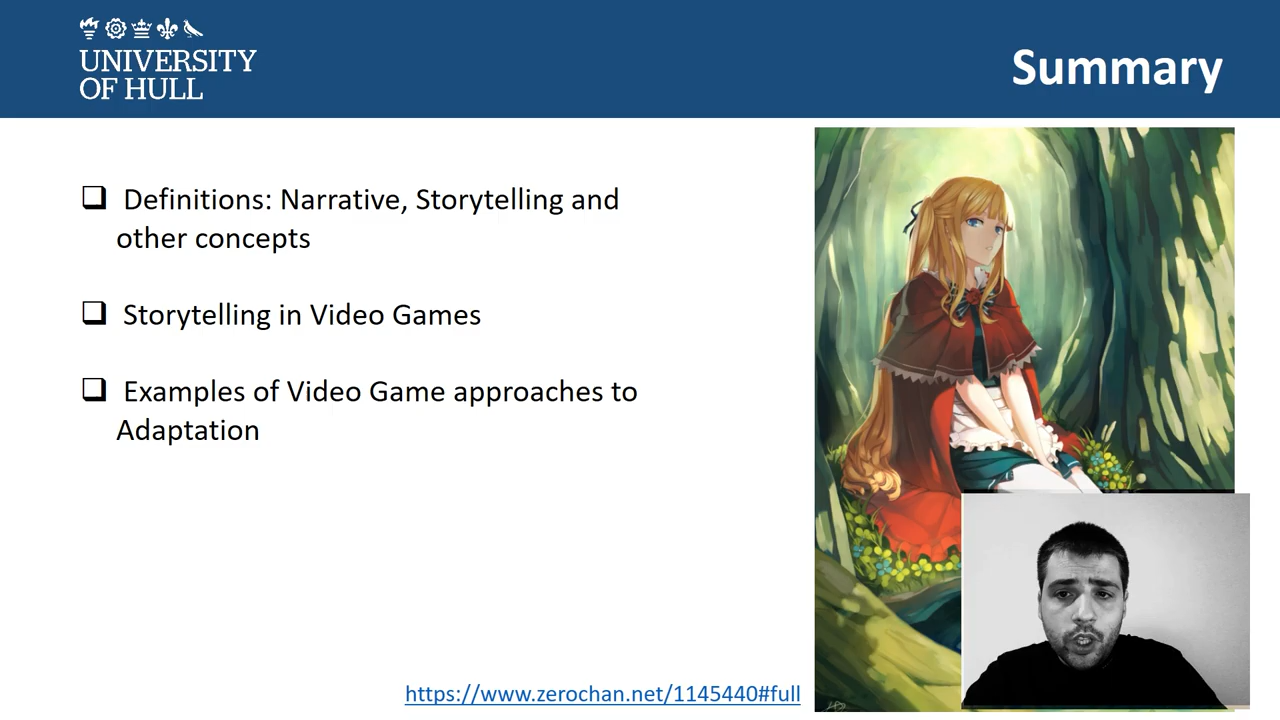 UNIVERSITY
OF HULL
Summary
Definitions: Narrative, Storytelling and
other concepts
Storytelling in Video Games
Examples of Video Game approaches to
Adaptation
https://www.zerochan.net/1145440#full